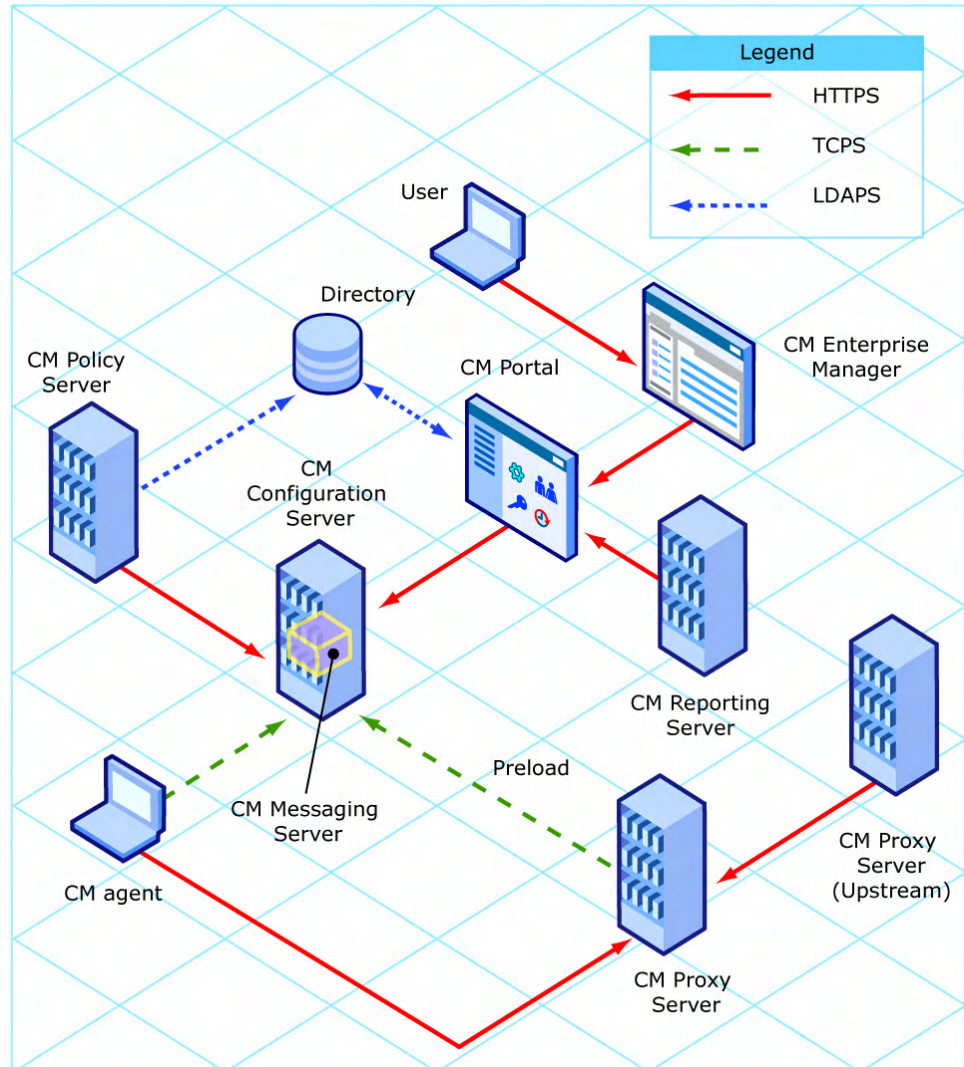 Legend
HTTPS
TCPS
LDAPS
User
Directory
CM Policy
Server
CM Portal
CM Enterprise
Manager
CM
Configuration
Server
CM Reporting
Server
Preload
CM Messaging
Server
CM agent
CM Proxy
Server
(Upstream)
CM Proxy
Server